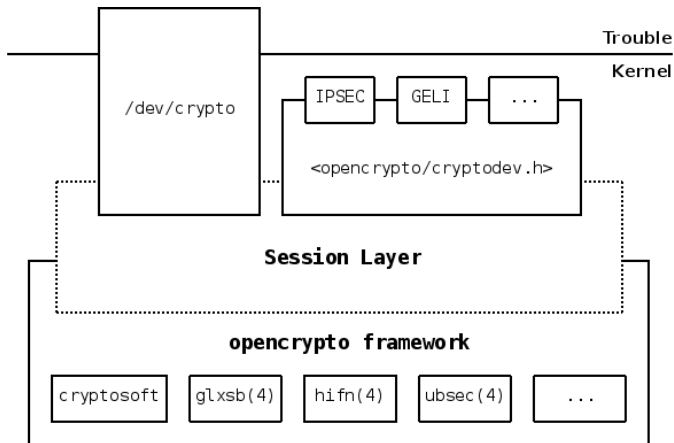 Trouble
Kernel
/dev/crypto
IPSEC
GELI
...
<opencrypto/cryptodev.h>
Session Layer
opencrypto framework
cryptosoft
glxsb(4)
hifn(4)
ubsec(4)
...